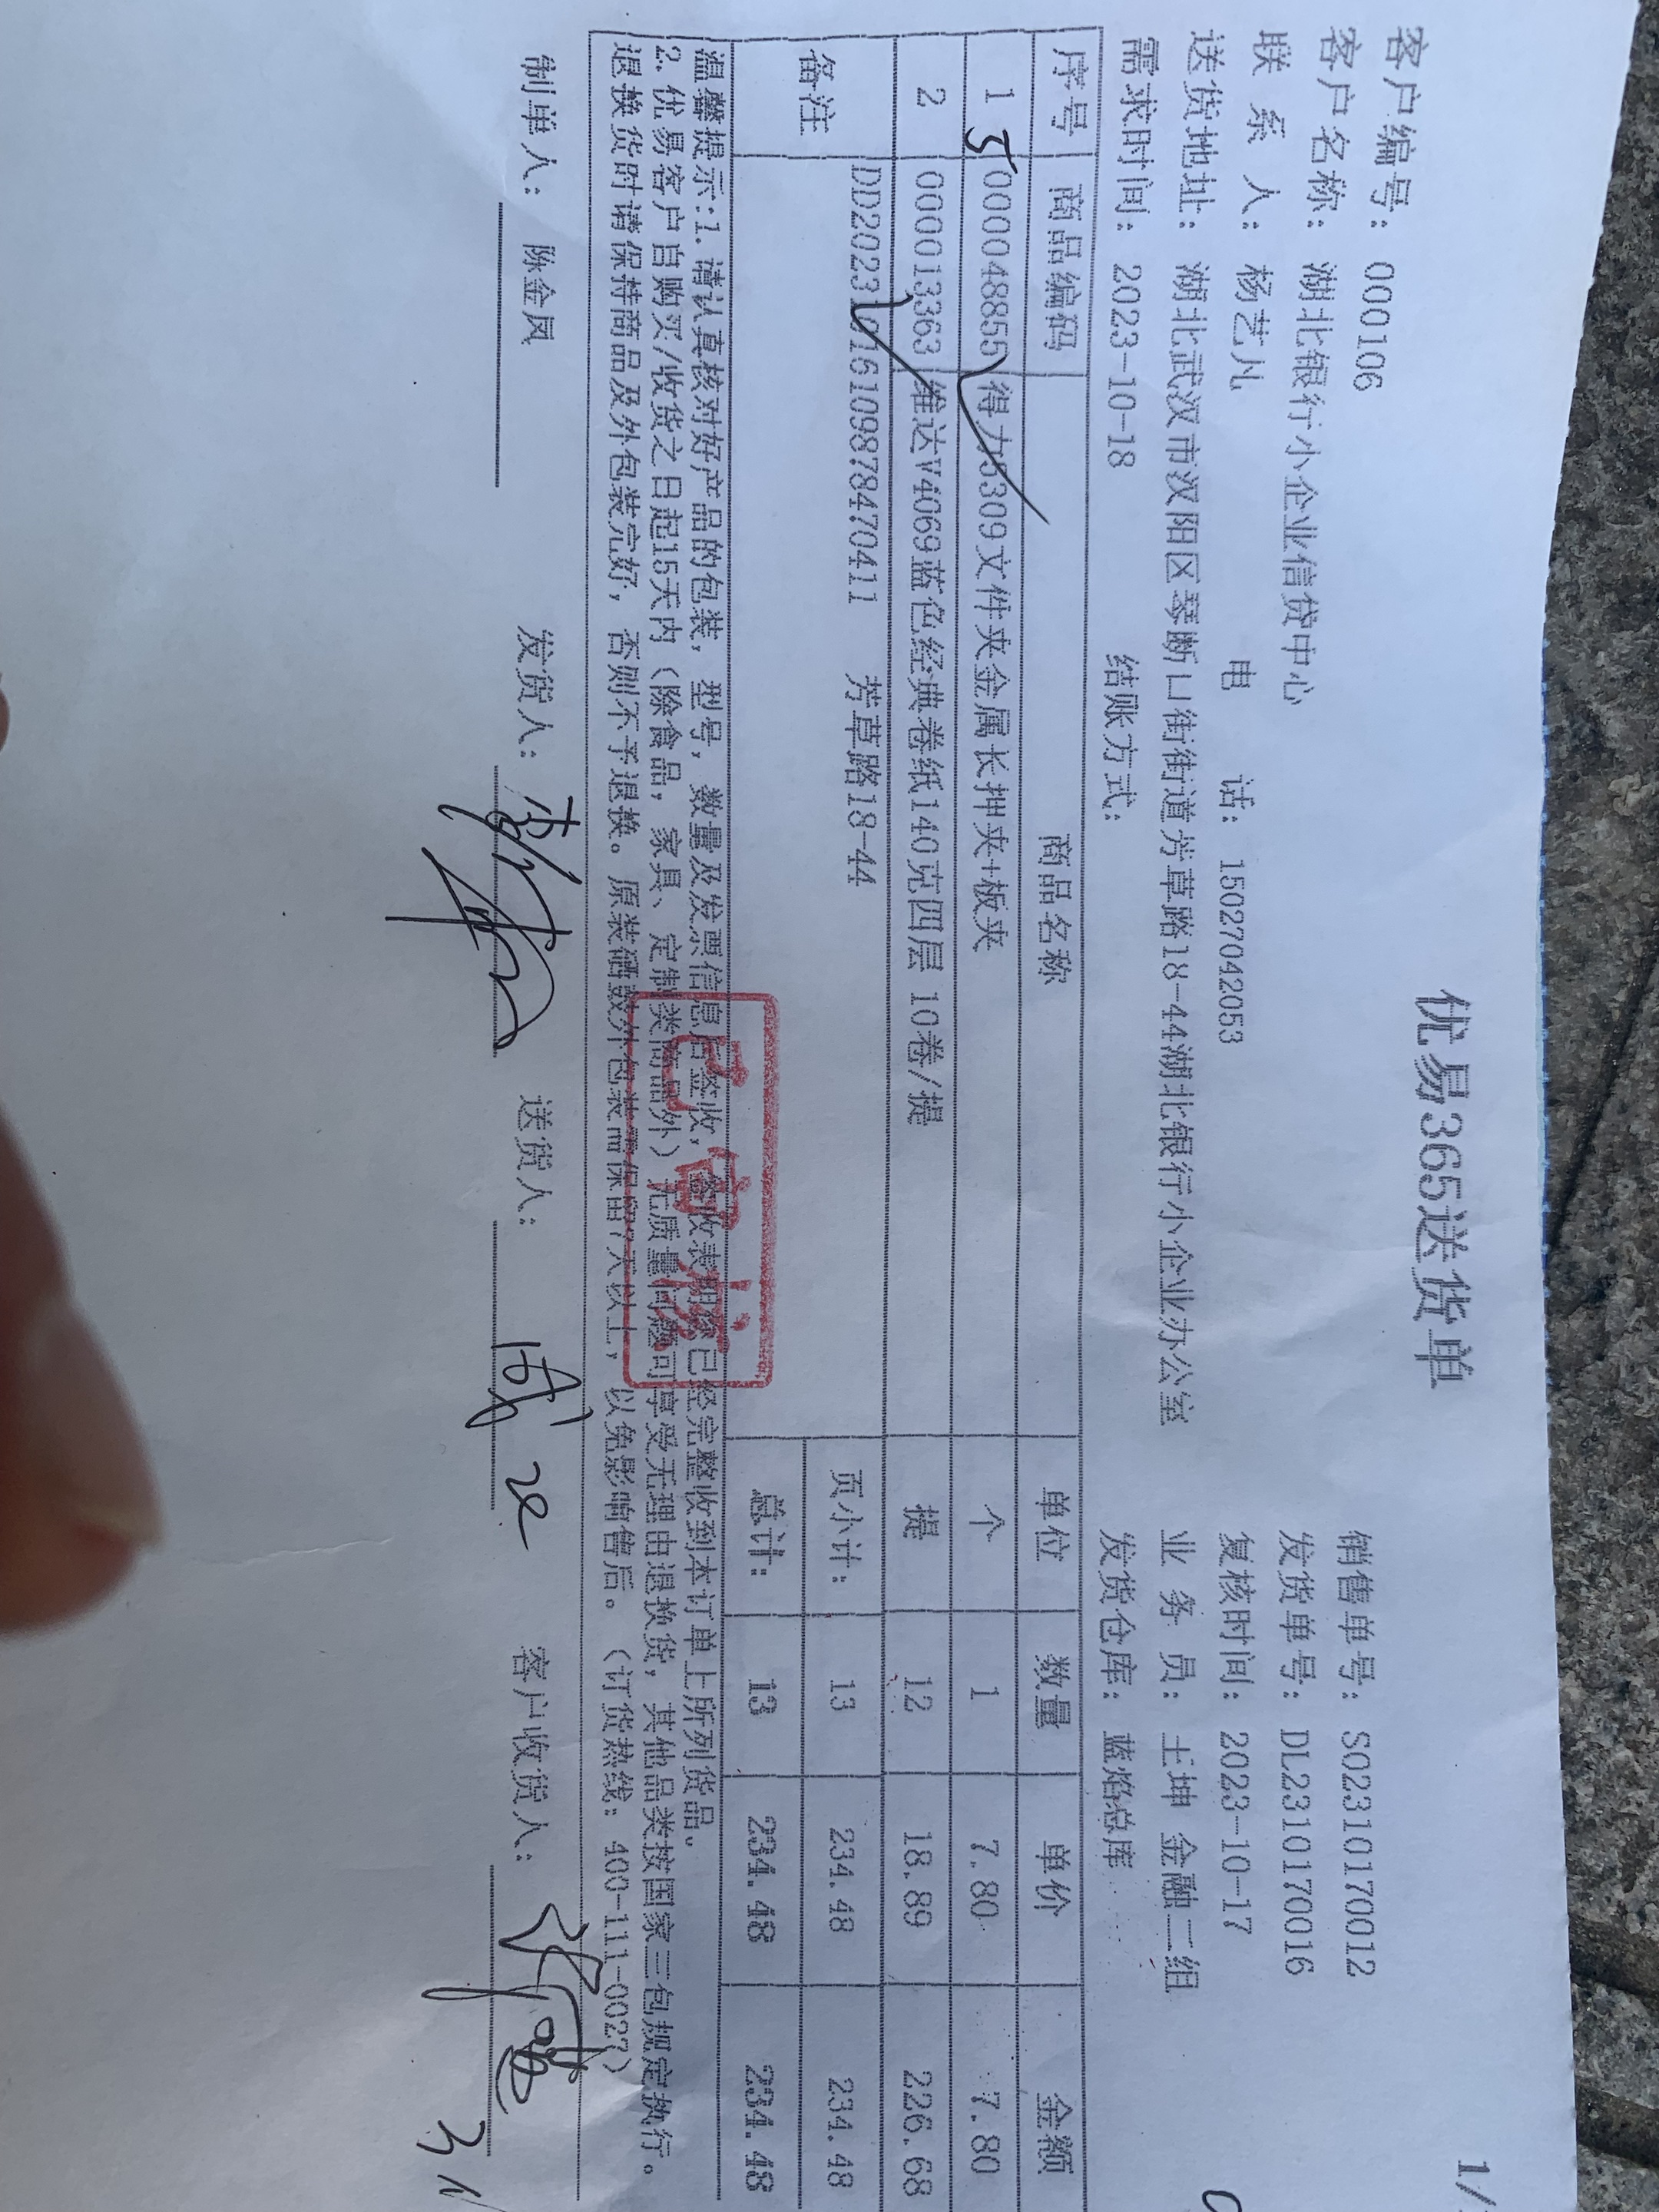 优易365送货单
1/
客户编号: 000106
销售单号: SO2310170012
客户名称: 湖北银行小企业信贷中心
发货单号: DL2310170016
联 系 人: 杨艺凡 电 话: 15027042053
复核时间: 2023-10-17
送货地址: 湖北武汉市汉阳区琴断口街街道芳草路18-44湖北银行小企业办公室
业 务 员: 王坤 金融二组
需求时间: 2023-10-18 结账方式:
发货仓库: 蓝焰总库
序号 商品编码 商品名称 单位 数量 单价 金额
1 5 000048855 得力5309文件夹金属长押夹+板夹 个 1 7.80 7.80
2 000013363 维达V4069蓝色经典卷纸140克四层 10卷/提 提 12 18.89 226.68
备注 DD20231016109878470411 芳草路18-44
页小计: 13 234.48 234.48
总计: 13 234.48 234.48
温馨提示:1. 请认真核对好产品的包装, 型号, 数量及发票信息后签收, 签收表明您已经完整收到本订单上所列货品。
2. 优易客户自购买/收货之日起15天内 (除食品, 家具、定制类商品外) 无质量问题可享受无理由退换货, 其他品类按国家三包规定执行。
退换货时请保持商品及外包装完好, 否则不予退换。原装硒鼓外包装需保留7天以上, 以免影响售后。 (订货热线: 400-111-0027)
制单人: 陈金凤 发货人: 送货人: 客户收货人: